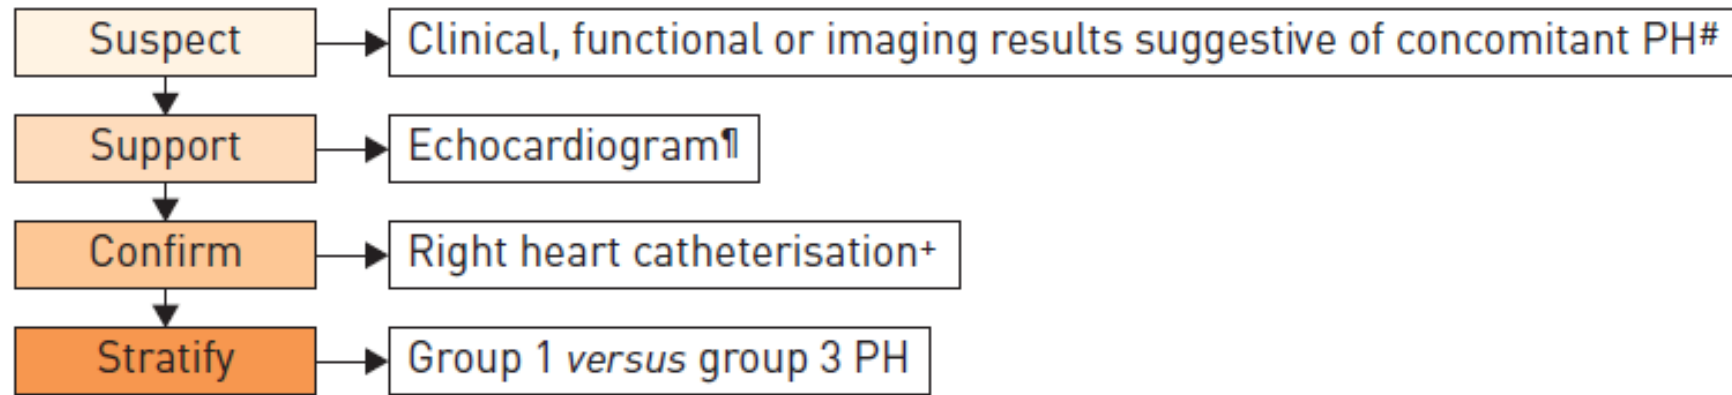 Suspect
Clinical, functional or imaging results suggestive of concomitant PH#
Support
Echocardiogram¶
Confirm
Right heart catheterisation+
Stratify
Group 1 versus group 3 PH